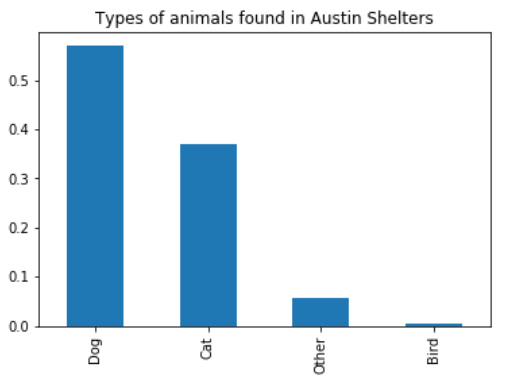 Types of animals found in Austin Shelters
0.5
0.4
0.3
0.2
0.1
0.0
Dog
Cat
Other
Bird